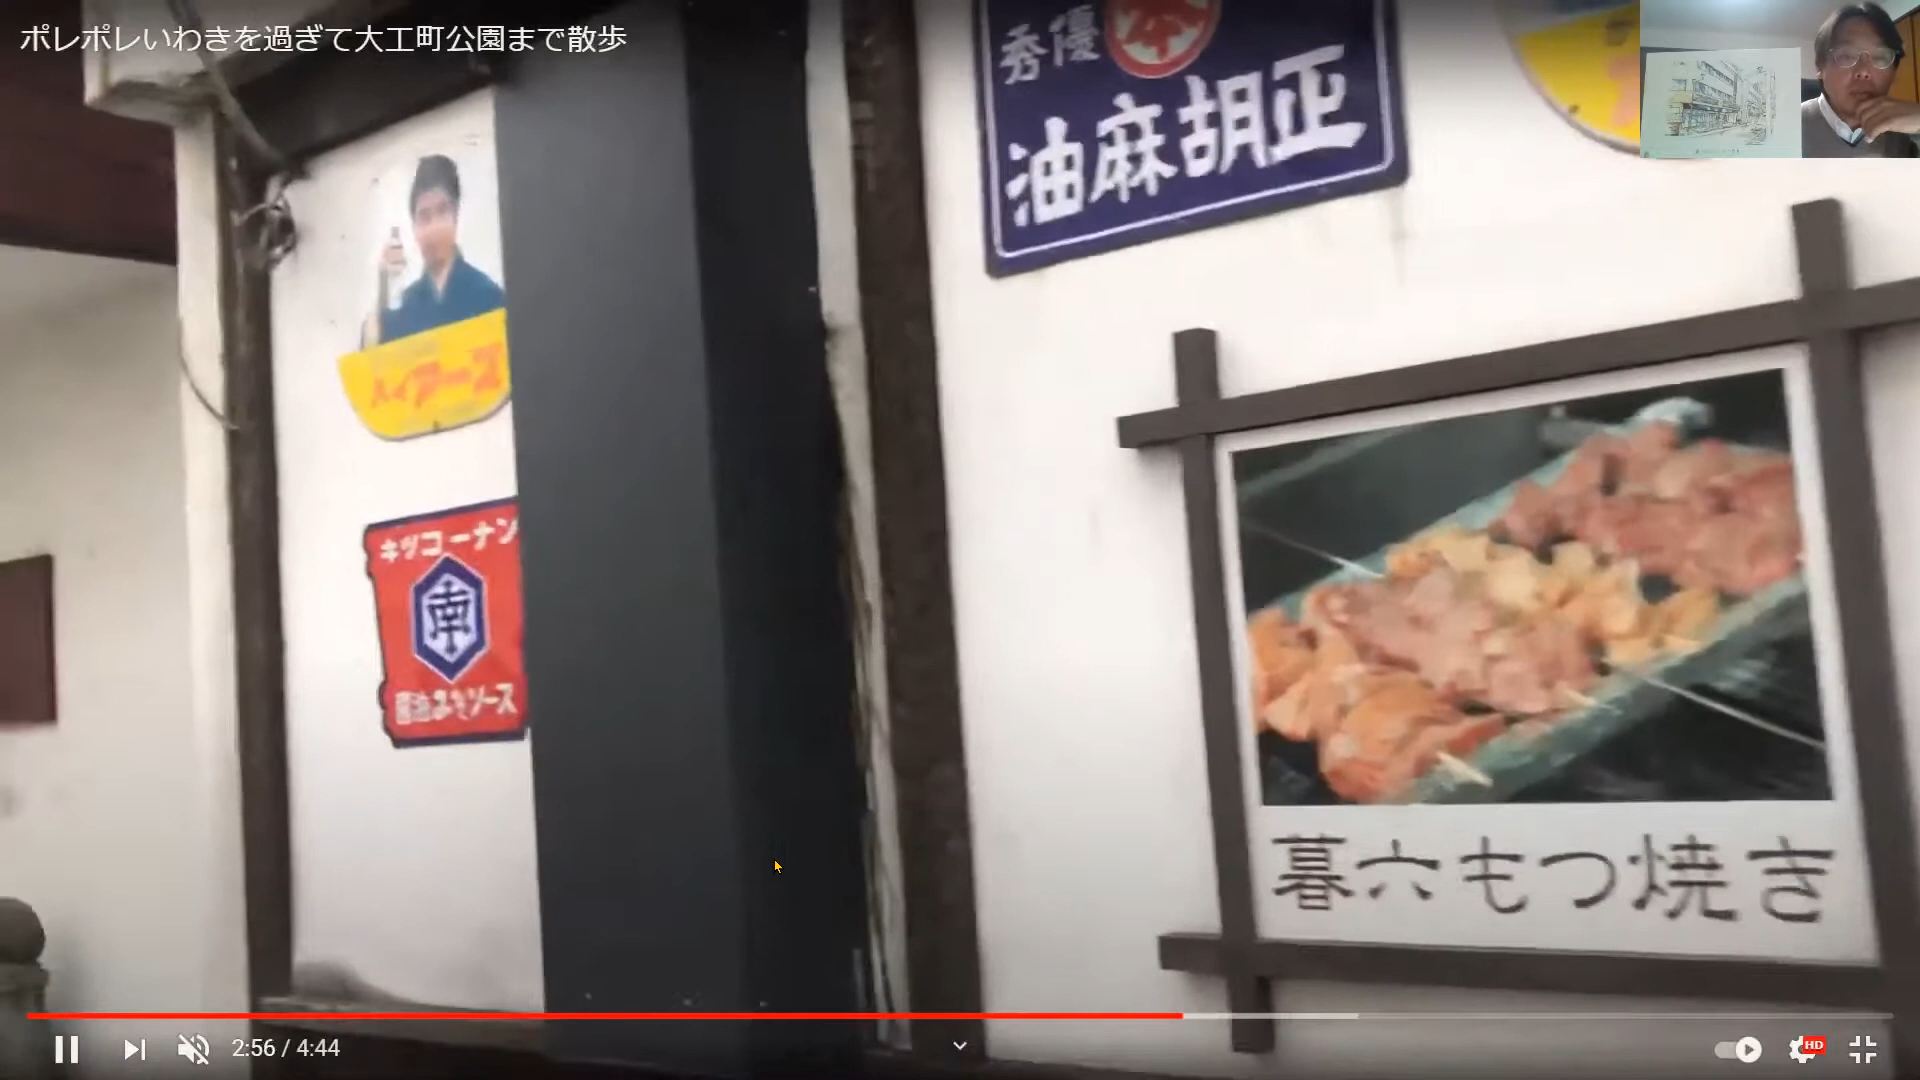 ポレポレいわきを過ぎて大工町公園まで散歩
秀優
油麻胡正
ハイアース
キッコーナン
南
醤油みそソース
暮六もつ焼き
2:56 / 4:44
HD